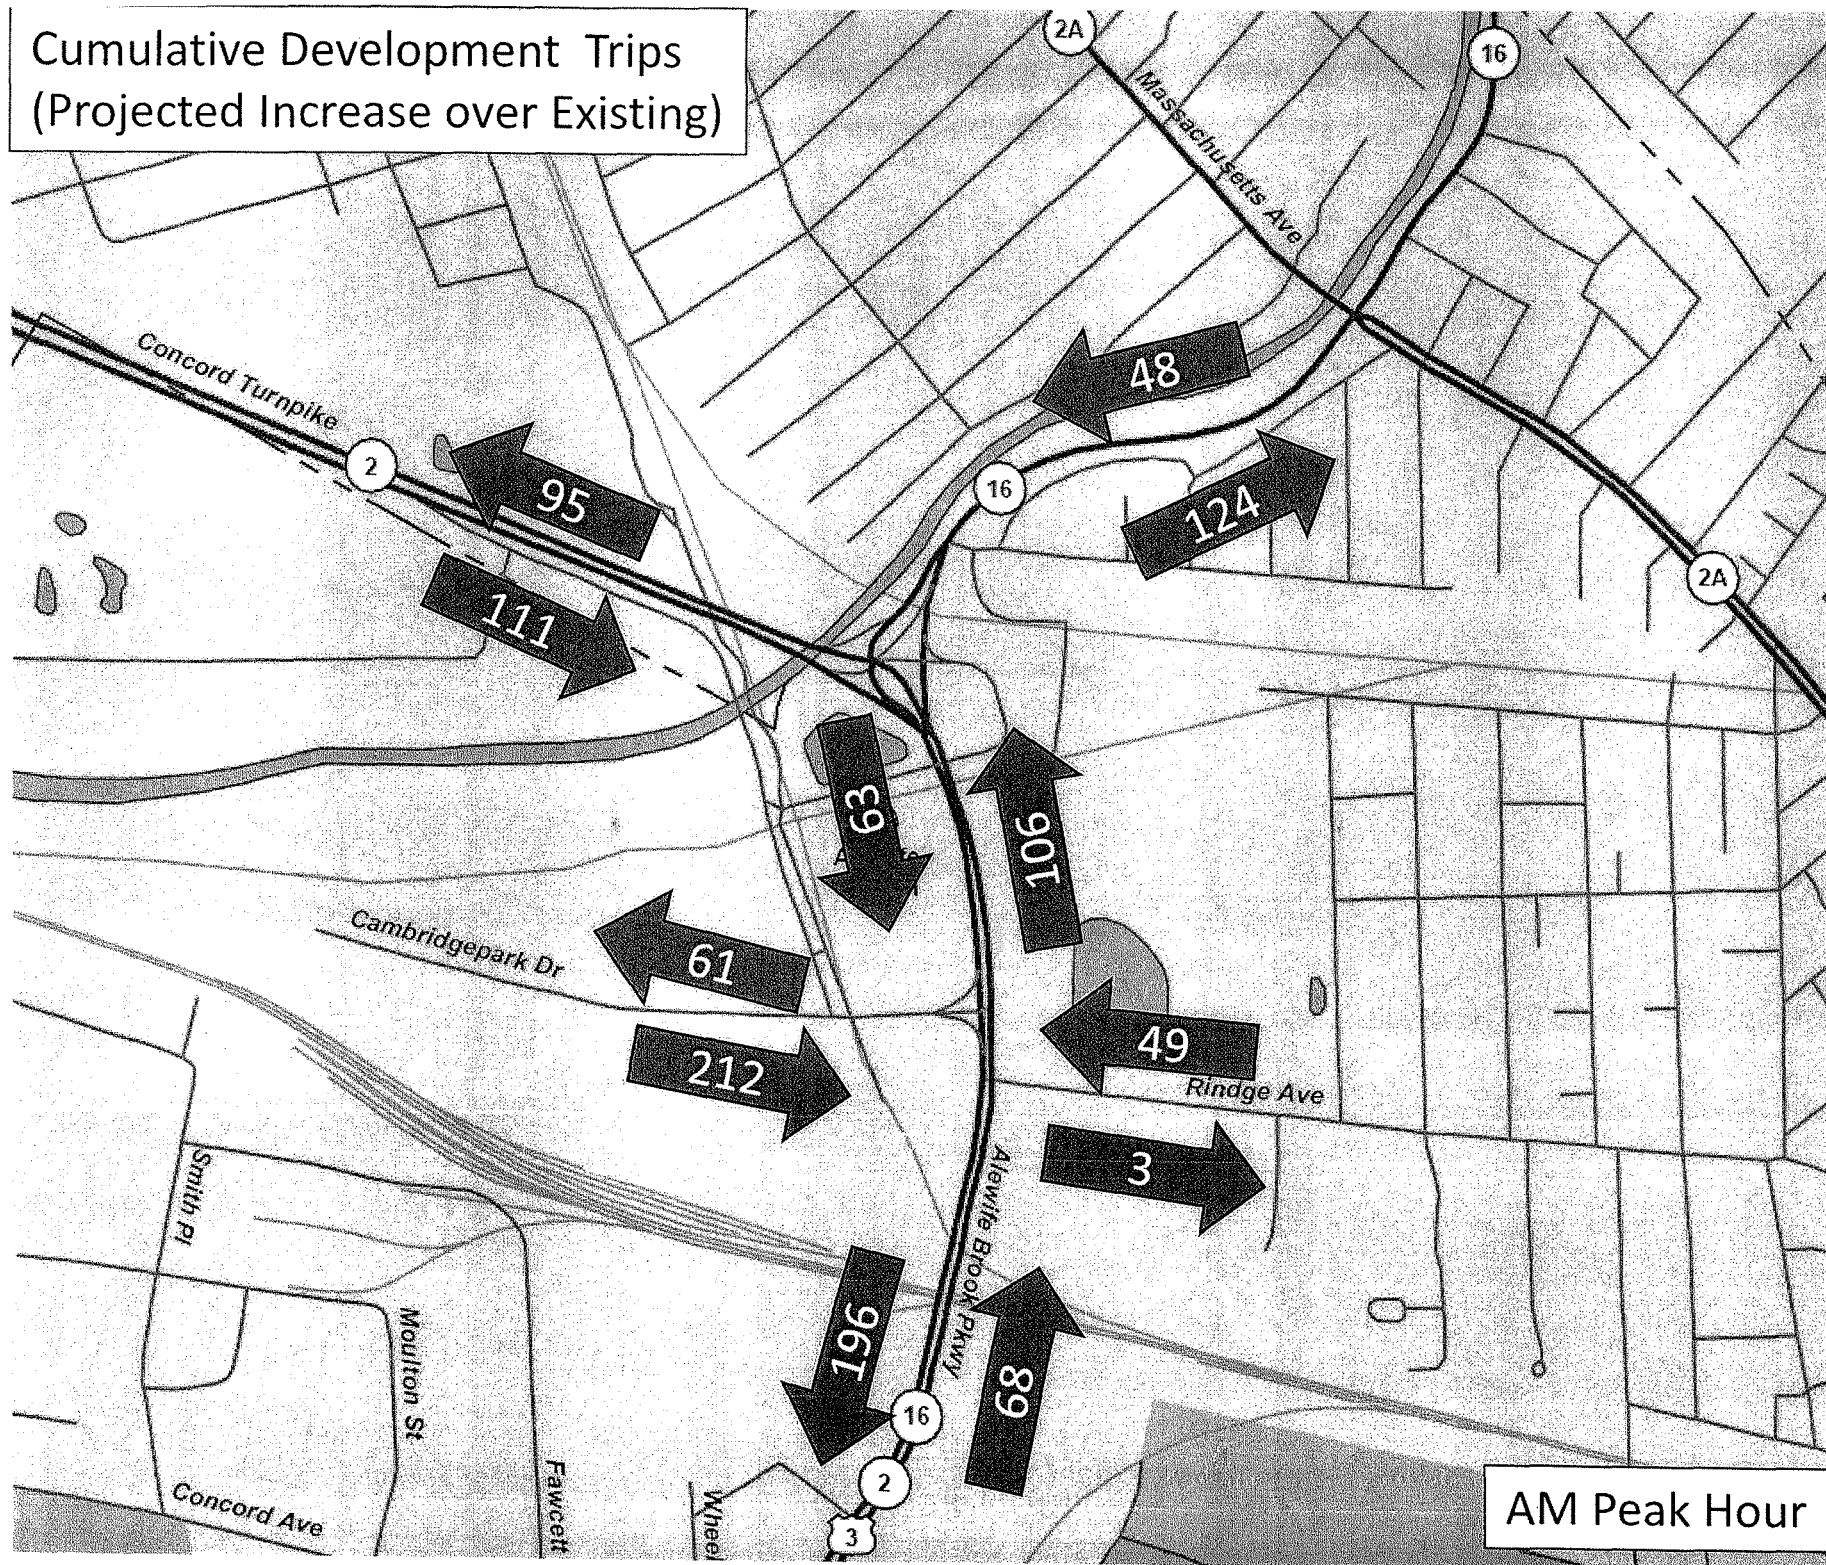 Cumulative Development Trips
(Projected Increase over Existing)
2A
16
Massachusetts Ave
Concord Turnpike
48
2
95
16
124
111
2A
63
106
Cambridgepark Dr
61
49
212
Rindge Ave
3
Smith Pl
Alewife Brook Pkwy
196
68
Moulton St
16
Fawcett
2
Concord Ave
3
AM Peak Hour